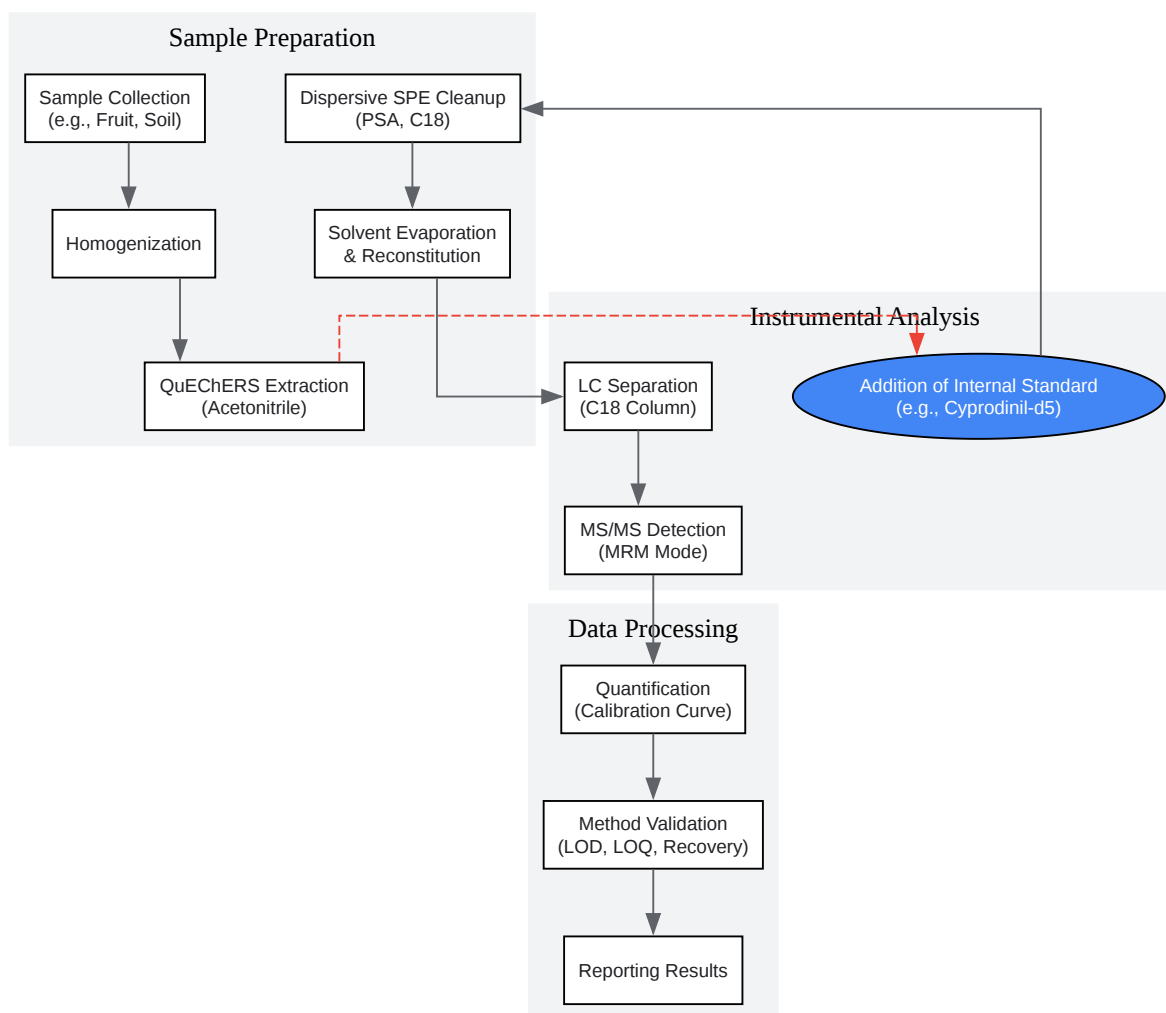 Sample Preparation
Sample Collection
(e.g., Fruit, Soil)
Dispersive SPE Cleanup
(PSA, C18)
Homogenization
Solvent Evaporation
& Reconstitution
QuEChERS Extraction
(Acetonitrile)
Instrumental Analysis
LC Separation
(C18 Column)
Addition of Internal Standard
(e.g., Cyprodinil-d5)
MS/MS Detection
(MRM Mode)
Data Processing
Quantification
(Calibration Curve)
Method Validation
(LOD, LOQ, Recovery)
Reporting Results